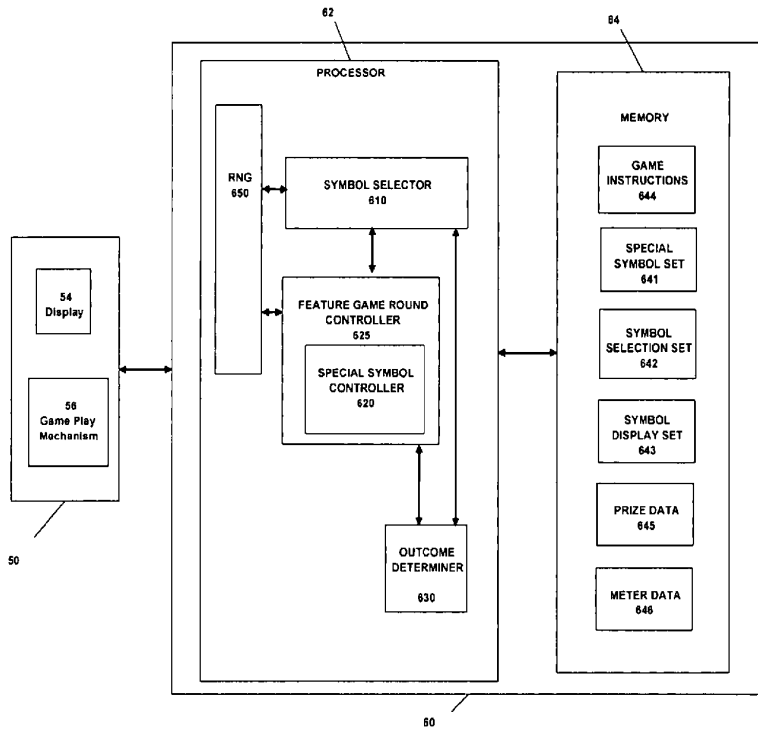 62
64
PROCESSOR
MEMORY
RNG
650
SYMBOL SELECTOR
610
GAME
INSTRUCTIONS
644
SPECIAL
SYMBOL SET
641
54
Display
FEATURE GAME ROUND
CONTROLLER
625
SPECIAL SYMBOL
CONTROLLER
620
SYMBOL
SELECTION SET
642
56
Game Play
Mechanism
SYMBOL
DISPLAY SET
643
PRIZE DATA
645
50
OUTCOME
DETERMINER
630
METER DATA
646
60